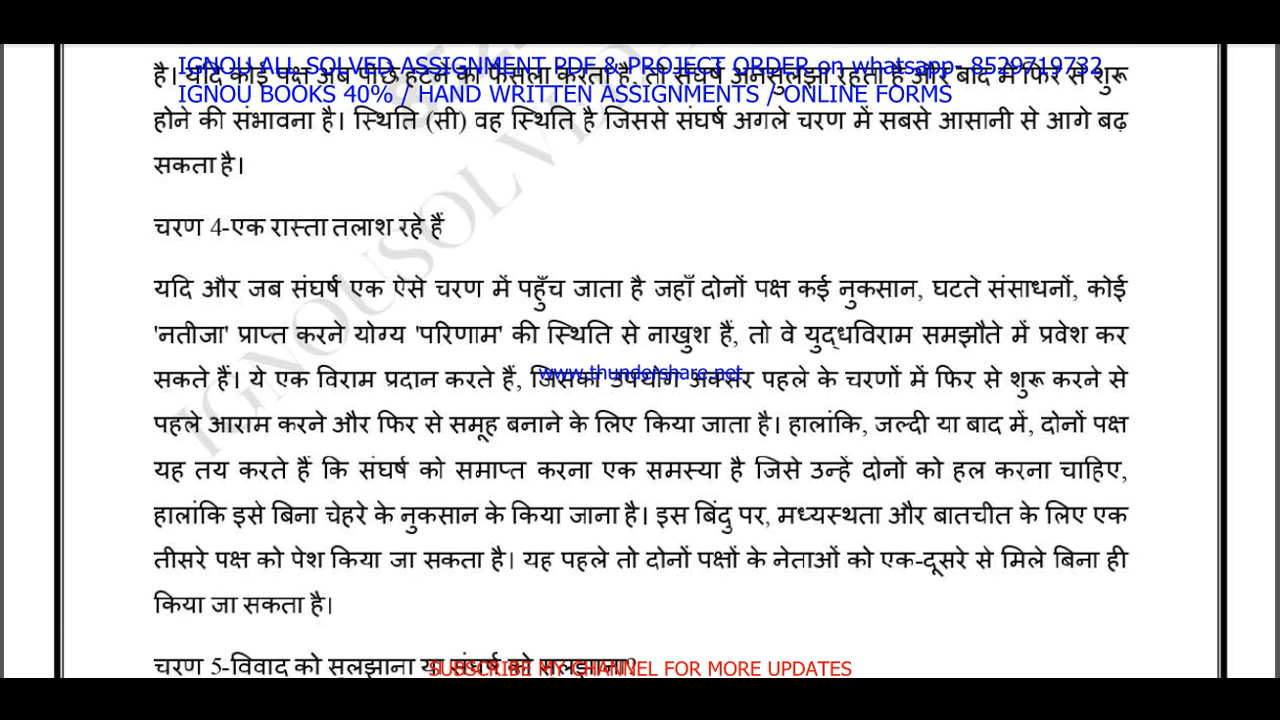 IGNOU ALL SOLVED ASSIGNMENT PDF & PROJECT ORDER on whatsapp- 8529719732
है। यदि कोई पक्ष अब पीछे हटने का फैसला करता है, तो संघर्ष अनसुलझा रहता है और बाद में फिर से शुरू
IGNOU BOOKS 40% / HAND WRITTEN ASSIGNMENTS / ONLINE FORMS
होने की संभावना है। स्थिति (सी) वह स्थिति है जिससे संघर्ष अगले चरण में सबसे आसानी से आगे बढ़
सकता है।
चरण 4-एक रास्ता तलाश रहे हैं
यदि और जब संघर्ष एक ऐसे चरण में पहुँच जाता है जहाँ दोनों पक्ष कई नुकसान, घटते संसाधनों, कोई
'नतीजा' प्राप्त करने योग्य 'परिणाम' की स्थिति से नाखुश हैं, तो वे युद्धविराम समझौते में प्रवेश कर
www.thundershare.net
सकते हैं। ये एक विराम प्रदान करते हैं, जिसका उपयोग अक्सर पहले के चरणों में फिर से शुरू करने से
पहले आराम करने और फिर से समूह बनाने के लिए किया जाता है। हालांकि, जल्दी या बाद में, दोनों पक्ष
यह तय करते हैं कि संघर्ष को समाप्त करना एक समस्या है जिसे उन्हें दोनों को हल करना चाहिए,
हालांकि इसे बिना चेहरे के नुकसान के किया जाना है। इस बिंदु पर, मध्यस्थता और बातचीत के लिए एक
तीसरे पक्ष को पेश किया जा सकता है। यह पहले तो दोनों पक्षों के नेताओं को एक-दूसरे से मिले बिना ही
किया जा सकता है।
चरण 5-विवाद को सुलझाना या संघर्ष को सुलझाना?
SUBSCRIBE MY CHANNEL FOR MORE UPDATES